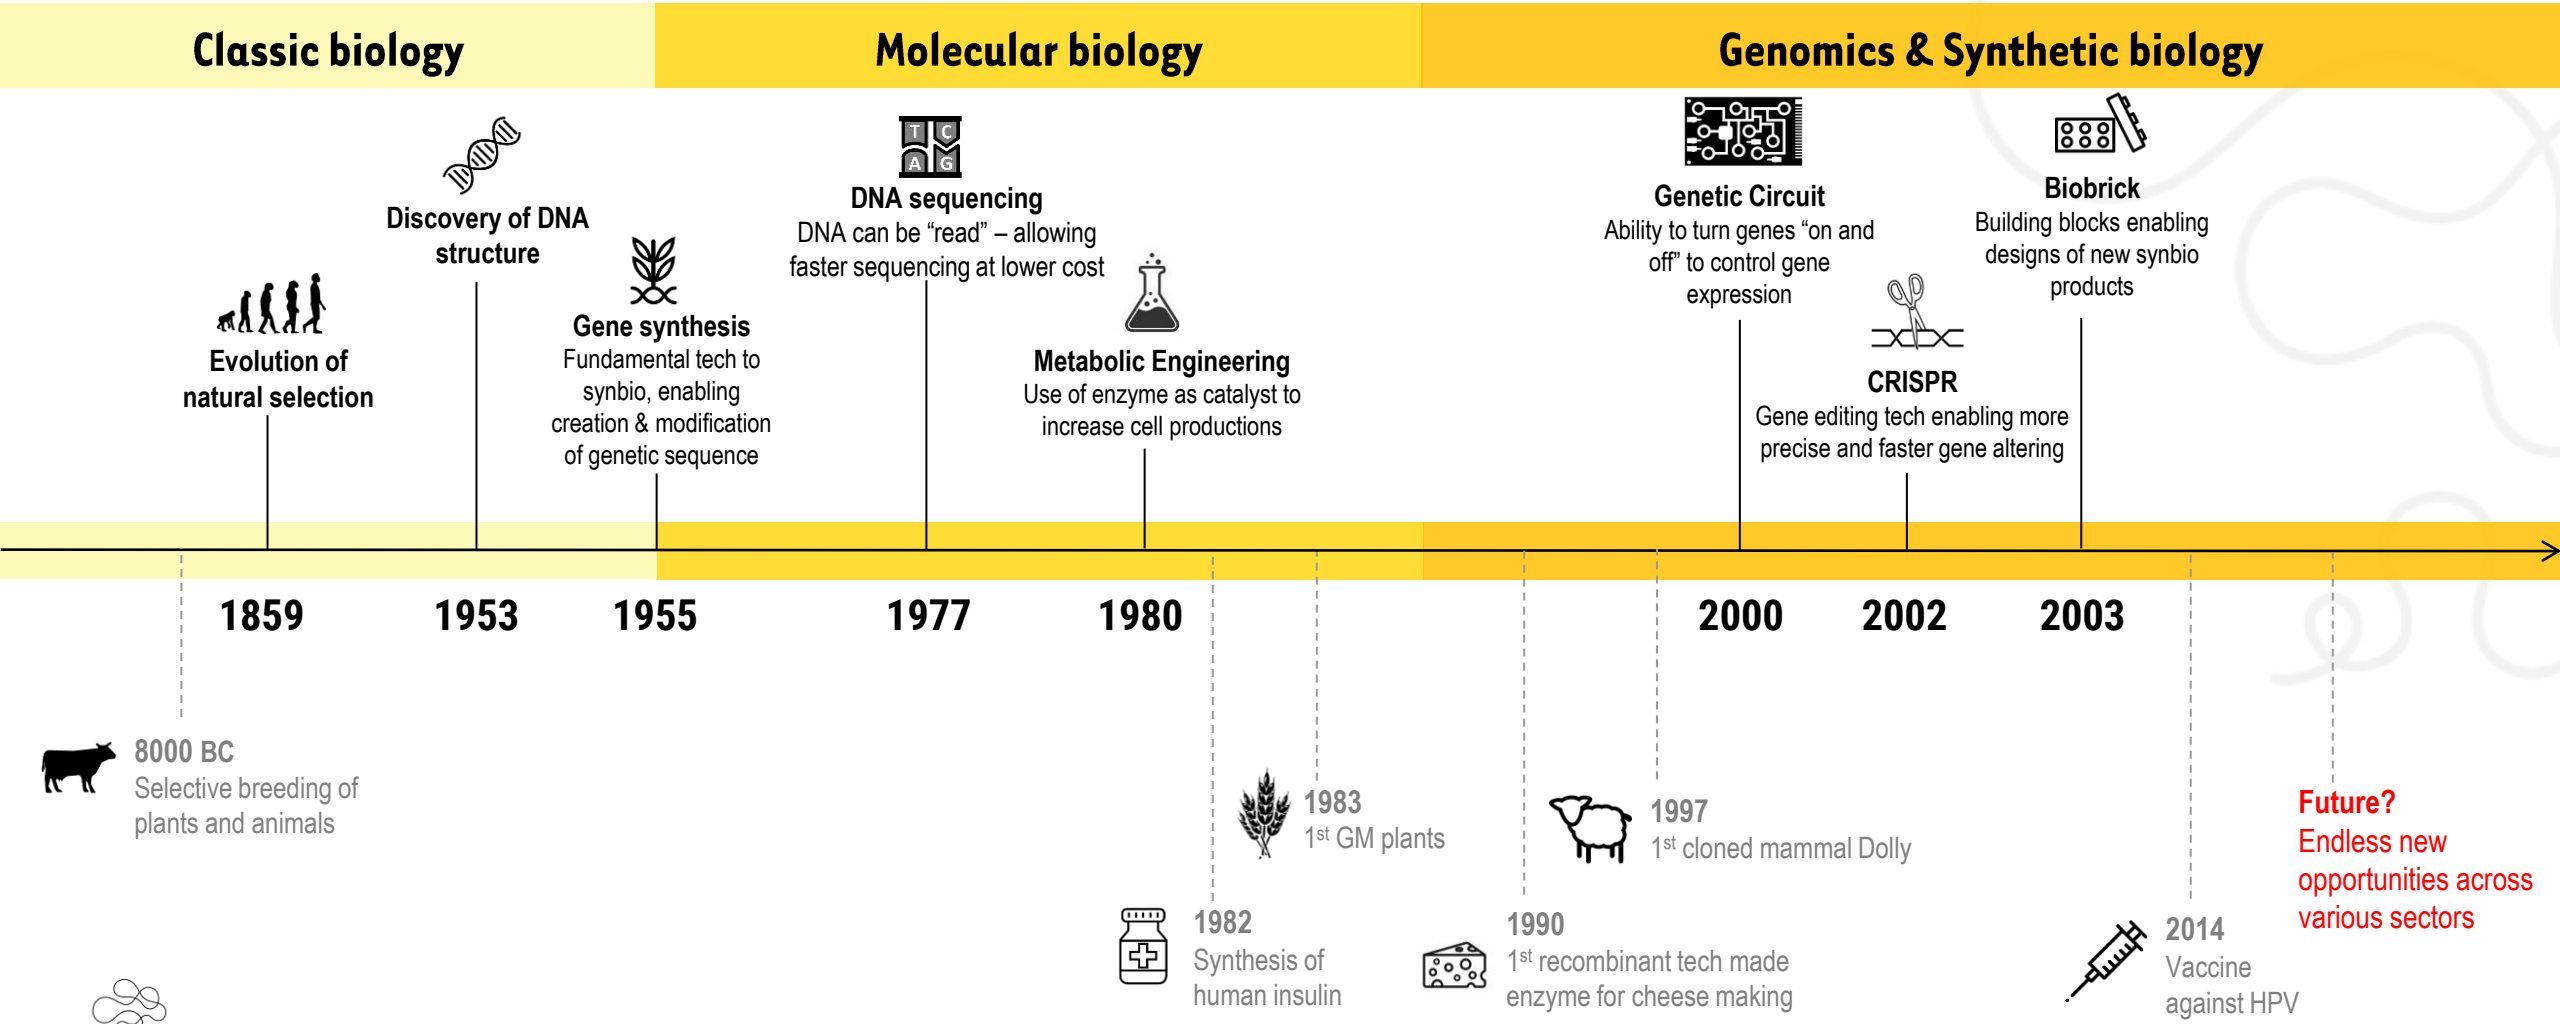 Classic biology
Molecular biology
Genomics & Synthetic biology
Evolution of
natural selection
Discovery of DNA
structure
Gene synthesis
Fundamental tech to
synbio, enabling
creation & modification
of genetic sequence
T C
A G
DNA sequencing
DNA can be “read” – allowing
faster sequencing at lower cost
Metabolic Engineering
Use of enzyme as catalyst to
increase cell productions
Genetic Circuit
Ability to turn genes “on and
off” to control gene
expression
CRISPR
Gene editing tech enabling more
precise and faster gene altering
Biobrick
Building blocks enabling
designs of new synbio
products
1859
1953
1955
1977
1980
2000
2002
2003
8000 BC
Selective breeding of
plants and animals
1982
Synthesis of
human insulin
1983
1st GM plants
1990
1st recombinant tech made
enzyme for cheese making
1997
1st cloned mammal Dolly
2014
Vaccine
against HPV
Future?
Endless new
opportunities across
various sectors